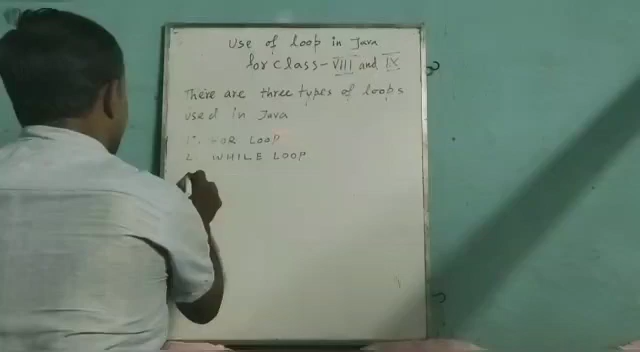 Use of loop in Java
for class - VIII and IX
There are three types of loops
used in Java
1. FOR LOOP
2. WHILE LOOP